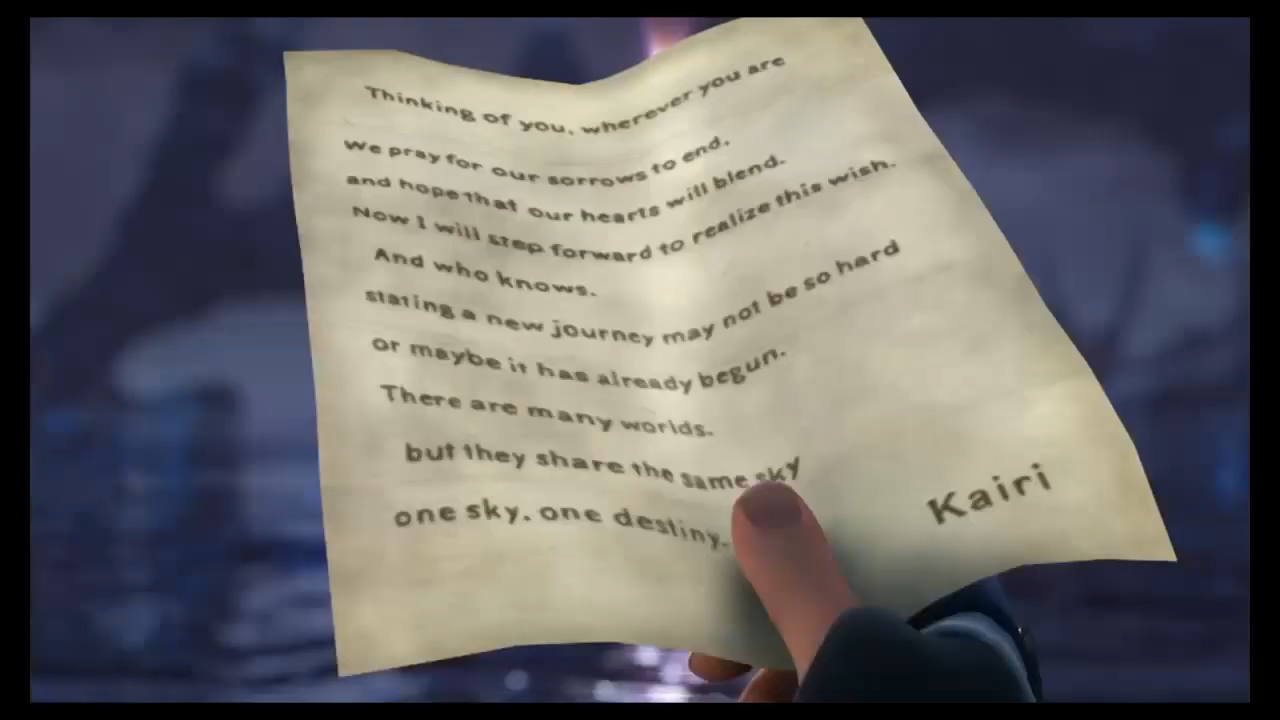 Thinking of you, wherever you are
We pray for our sorrows to end,
and hope that our hearts will blend.
Now I will step forward to realize this wish.
And who knows.
stating a new journey may not be so hard
or maybe it has already begun.
There are many worlds.
but they share the same sky
one sky. one destiny.
Kairi